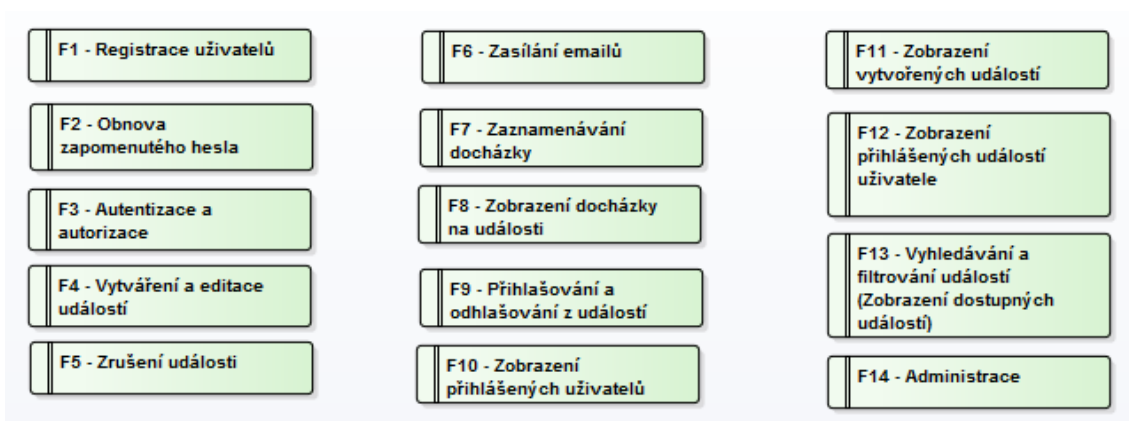 F1 - Registrace uživatelů
F2 - Obnova
zapomenutého hesla
F3 - Autentizace a
autorizace
F4 - Vytváření a editace
událostí
F5 - Zrušení události
F6 - Zasílání emailů
F7 - Zaznamenávání
docházky
F8 - Zobrazení docházky
na události
F9 - Přihlašování a
odhlašování z událostí
F10 - Zobrazení
přihlášených uživatelů
F11 - Zobrazení
vytvořených událostí
F12 - Zobrazení
přihlášených událostí
uživatele
F13 - Vyhledávání a
filtrování událostí
(Zobrazení dostupných
událostí)
F14 - Administrace